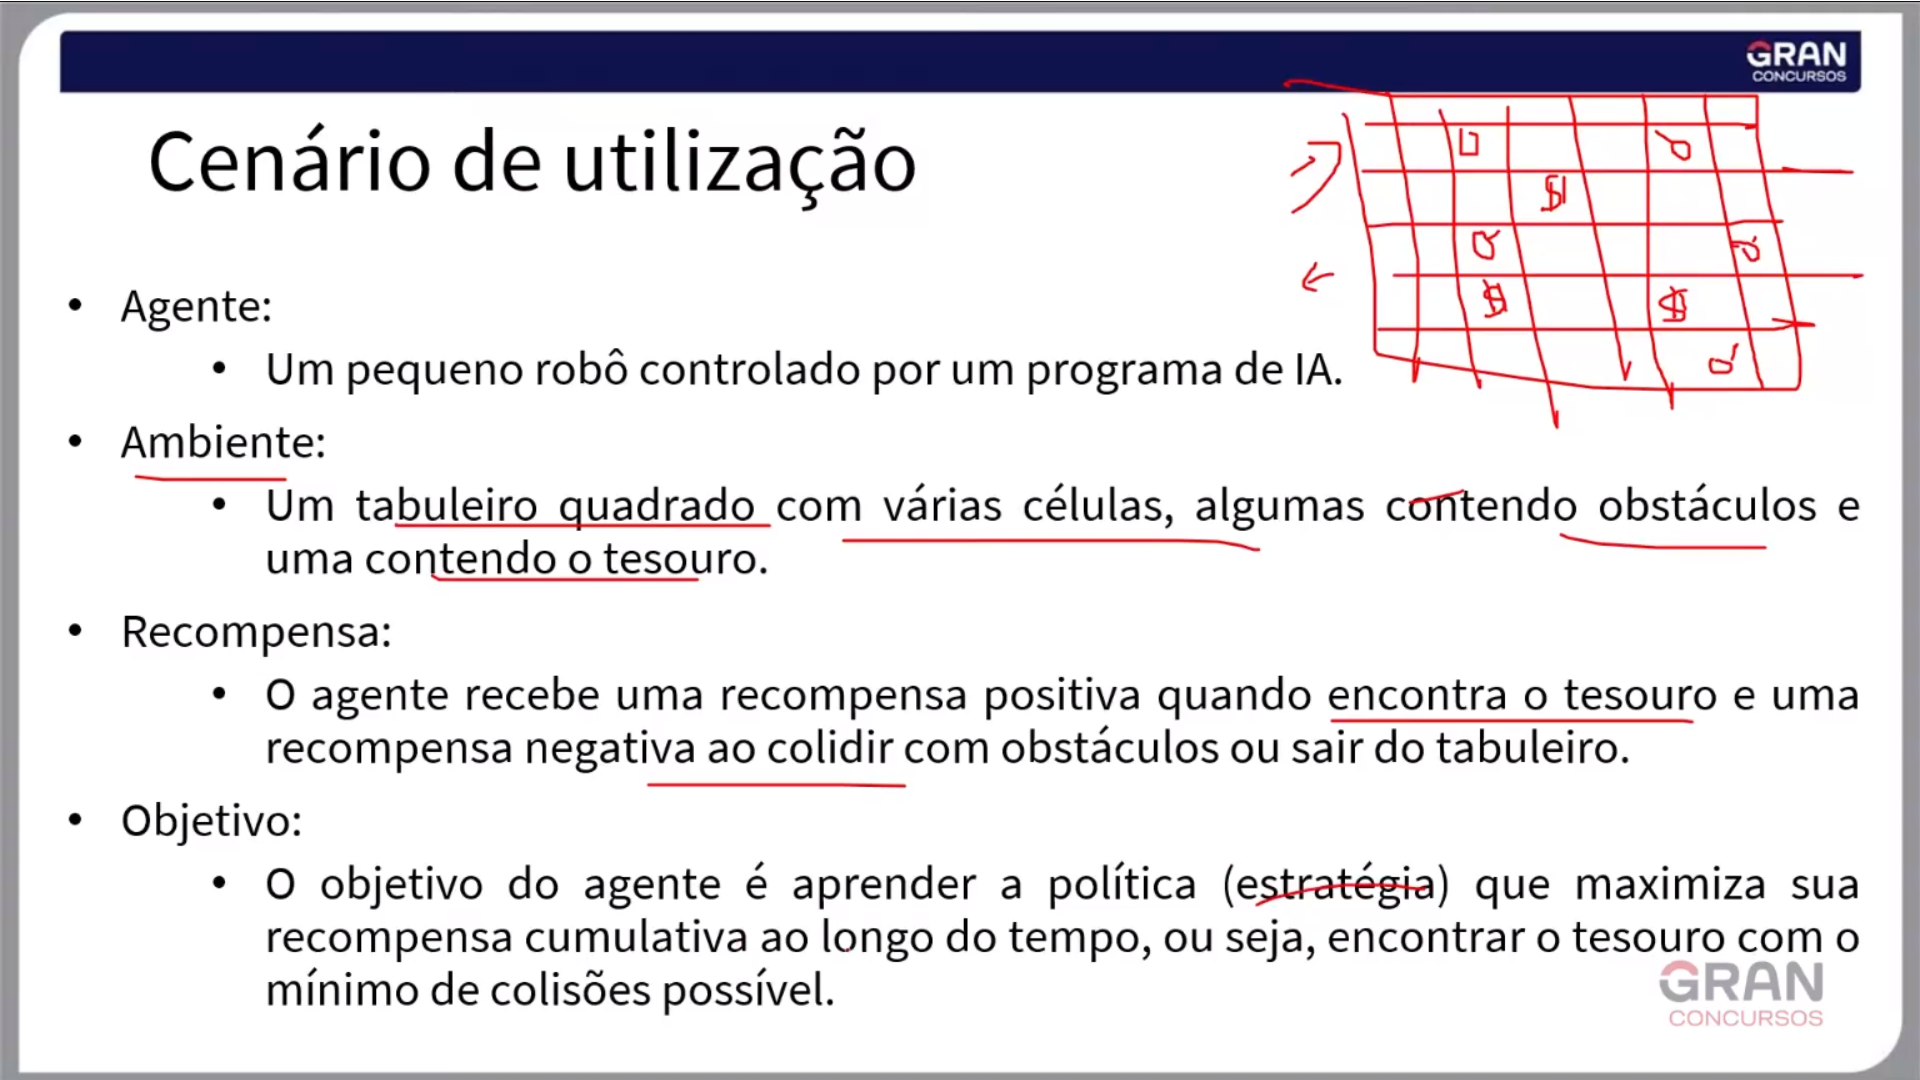 GRAN
CONCURSOS
Cenário de utilização
$
$
$
• Agente:
• Um pequeno robô controlado por um programa de IA.
• Ambiente:
• Um tabuleiro quadrado com várias células, algumas contendo obstáculos e
uma contendo o tesouro.
• Recompensa:
• O agente recebe uma recompensa positiva quando encontra o tesouro e uma
recompensa negativa ao colidir com obstáculos ou sair do tabuleiro.
• Objetivo:
• O objetivo do agente é aprender a política (estratégia) que maximiza sua
recompensa cumulativa ao longo do tempo, ou seja, encontrar o tesouro com o
mínimo de colisões possível.
GRAN
CONCURSOS